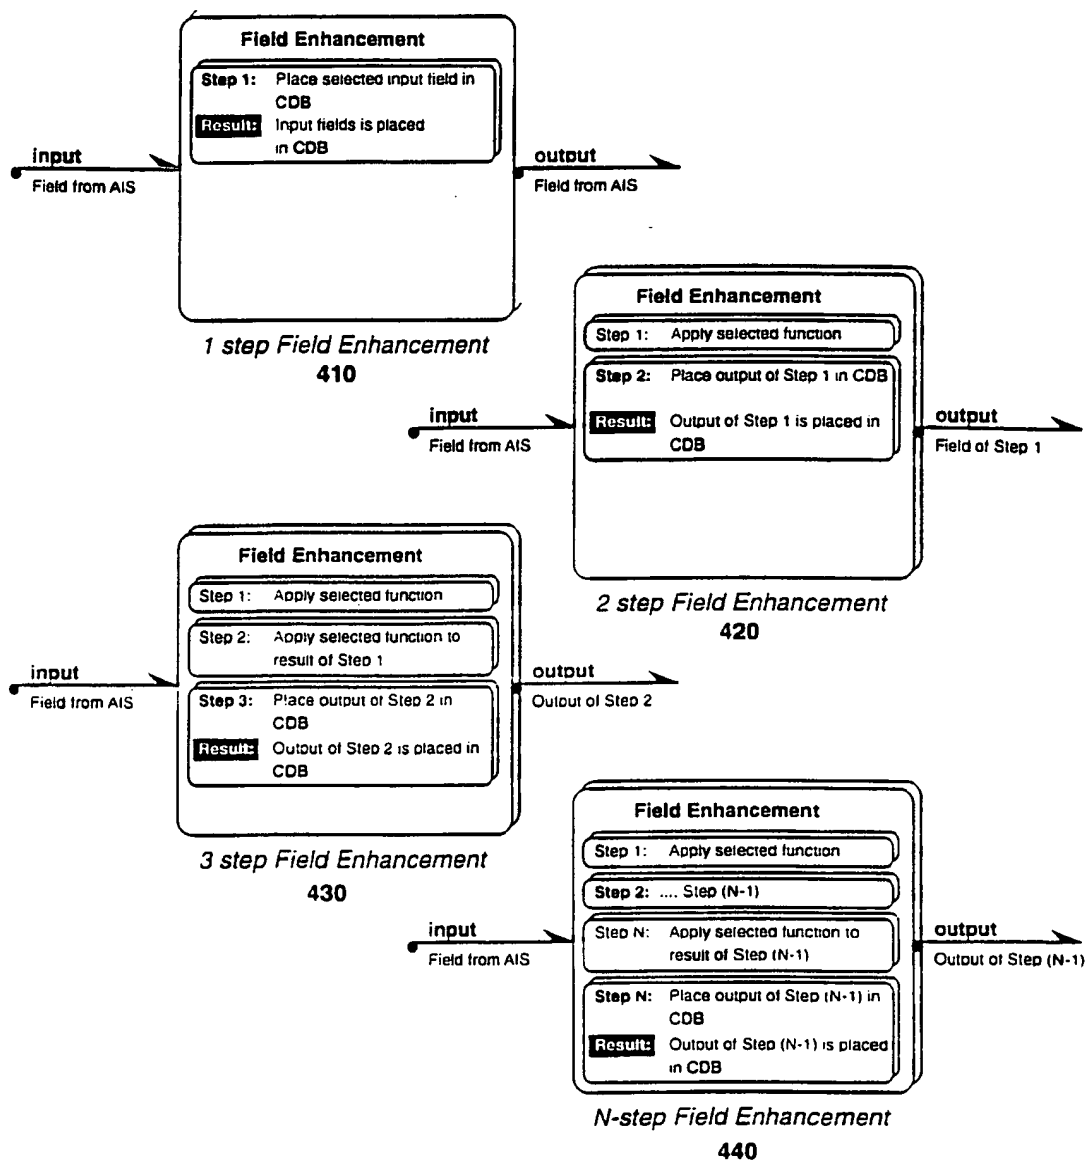 Field Enhancement
Step 1: Place selected input field in
CDB
Result: Input fields is placed
in CDB
input
Field from AIS
output
Field from AIS
1 step Field Enhancement
410
Field Enhancement
Step 1: Apply selected function
Step 2: Place output of Step 1 in CDB
Result: Output of Step 1 is placed in
CDB
input
Field from AIS
output
Field of Step 1
2 step Field Enhancement
420
Field Enhancement
Step 1: Apply selected function
Step 2: Apply selected function to
result of Step 1
Step 3: Place output of Step 2 in
CDB
Result: Output of Step 2 is placed in
CDB
input
Field from AIS
output
Output of Step 2
3 step Field Enhancement
430
Field Enhancement
Step 1: Apply selected function
Step 2: .... Step (N-1)
Step N: Apply selected function to
result of Step (N-1)
Step N: Place output of Step (N-1) in
CDB
Result: Output of Step (N-1) is placed
in CDB
input
Field from AIS
output
Output of Step (N-1)
N-step Field Enhancement
440